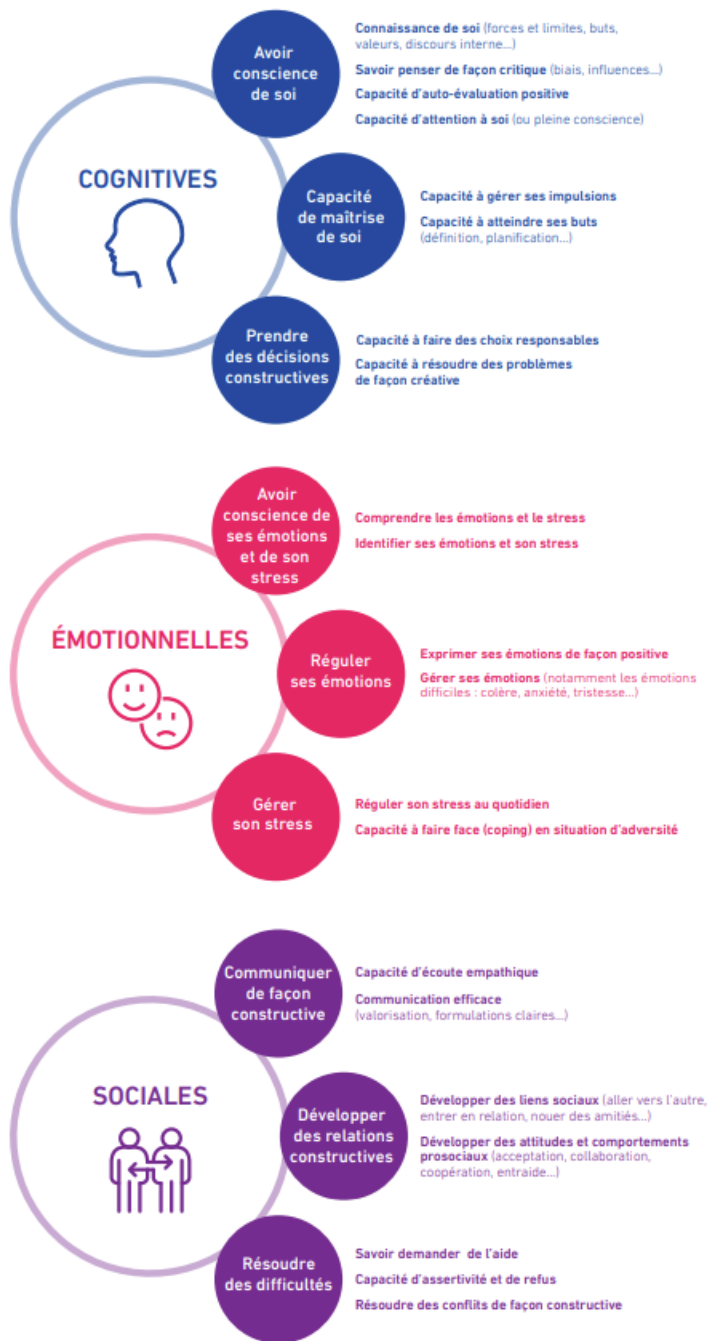 COGNITIVES
Avoir
conscience
de soi
Connaissance de soi (forces et limites, buts,
valeurs, discours interne...)
Savoir penser de façon critique (biais, influences...)
Capacité d'auto-évaluation positive
Capacité d'attention à soi (ou pleine conscience)
Capacité
de maîtrise
de soi
Capacité à gérer ses impulsions
Capacité à atteindre ses buts
(définition, planification...)
Prendre
des décisions
constructives
Capacité à faire des choix responsables
Capacité à résoudre des problèmes
de façon créative
ÉMOTIONNELLES
Avoir
conscience de
ses émotions
et de son
stress
Comprendre les émotions et le stress
Identifier ses émotions et son stress
Réguler
ses émotions
Exprimer ses émotions de façon positive
Gérer ses émotions (notamment les émotions
difficiles : colère, anxiété, tristesse...)
Gérer
son stress
Réguler son stress au quotidien
Capacité à faire face (coping) en situation d'adversité
SOCIALES
Communiquer
de façon
constructive
Capacité d'écoute empathique
Communication efficace
(valorisation, formulations claires...)
Développer
des relations
constructives
Développer des liens sociaux (aller vers l'autre,
entrer en relation, nouer des amitiés...)
Développer des attitudes et comportements
prosociaux (acceptation, collaboration,
coopération, entraide...)
Résoudre
des difficultés
Savoir demander de l'aide
Capacité d'assertivité et de refus
Résoudre des conflits de façon constructive